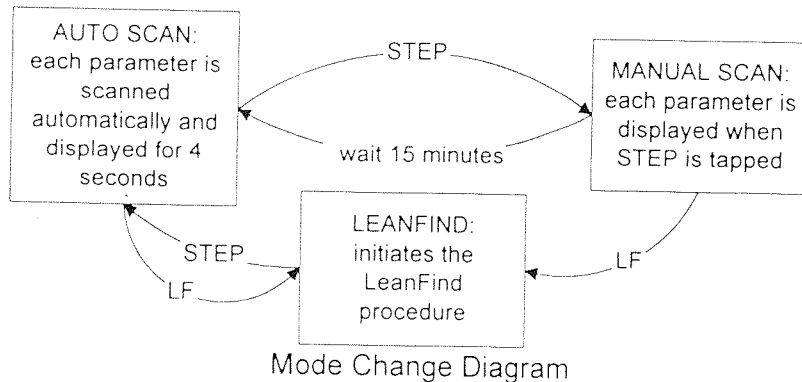 AUTO SCAN:
each parameter is
scanned
automatically and
displayed for 4
seconds
STEP
wait 15 minutes
MANUAL SCAN:
each parameter is
displayed when
STEP is tapped
STEP
LF
LEANFIND:
initiates the
LeanFind
procedure
LF
Mode Change Diagram